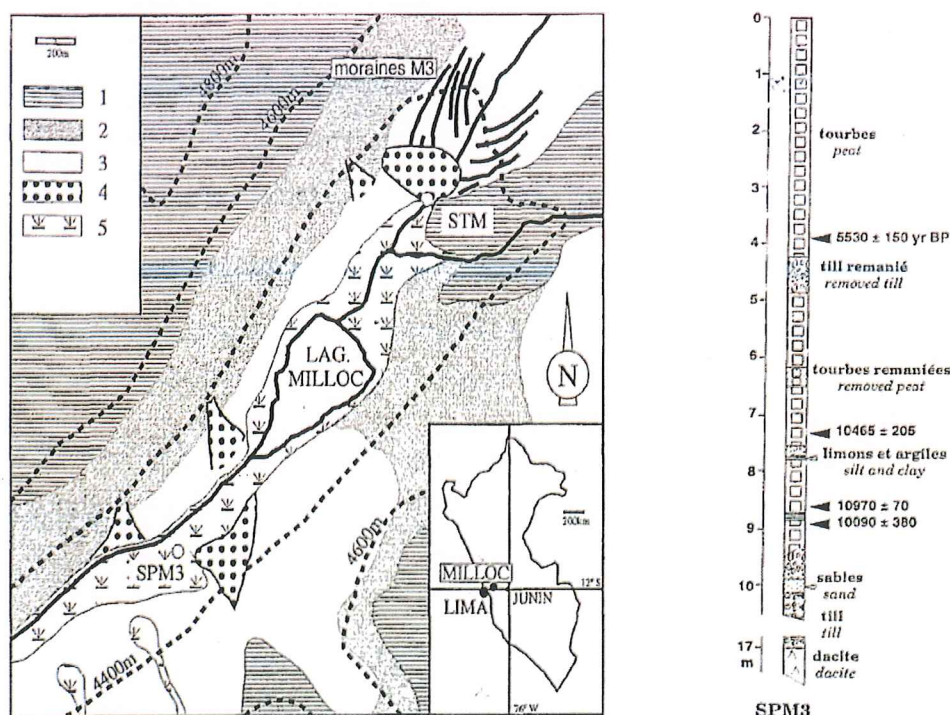 200m
1
2
3
4
5
4800m
4600m
moraines M3
STM
LAG.
MILLOC
N
SPM3
4400m
4600m
200km
MILLOC
LIMA
JUNIN
12° S
76° W
0
1
2
3
4
5
6
7
8
9
10
17
m
tourbes
peat
5530 ± 150 yr BP
till remanié
removed till
tourbes remaniées
removed peat
10465 ± 205
limons et argiles
silt and clay
10970 ± 70
10090 ± 380
sables
sand
till
till
dacite
dacite
SPM3